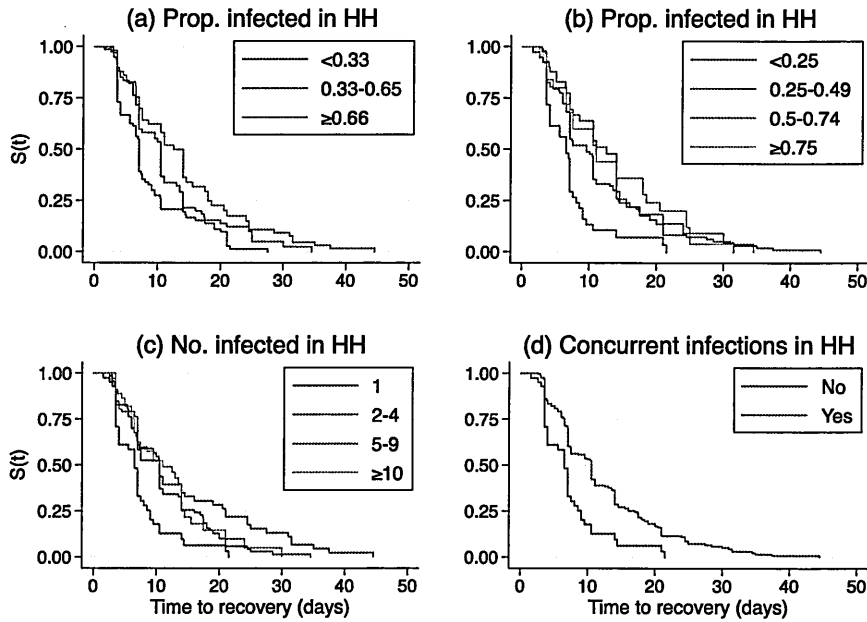 (a) Prop. infected in HH
S(t)
1.00
0.75
0.50
0.25
0.00
<0.33
0.33-0.65
≥0.66
0 10 20 30 40 50
(b) Prop. infected in HH
1.00
0.75
0.50
0.25
0.00
<0.25
0.25-0.49
0.5-0.74
≥0.75
0 10 20 30 40 50
(c) No. infected in HH
S(t)
1.00
0.75
0.50
0.25
0.00
1
2-4
5-9
≥10
0 10 20 30 40 50
Time to recovery (days)
(d) Concurrent infections in HH
1.00
0.75
0.50
0.25
0.00
No
Yes
0 10 20 30 40 50
Time to recovery (days)